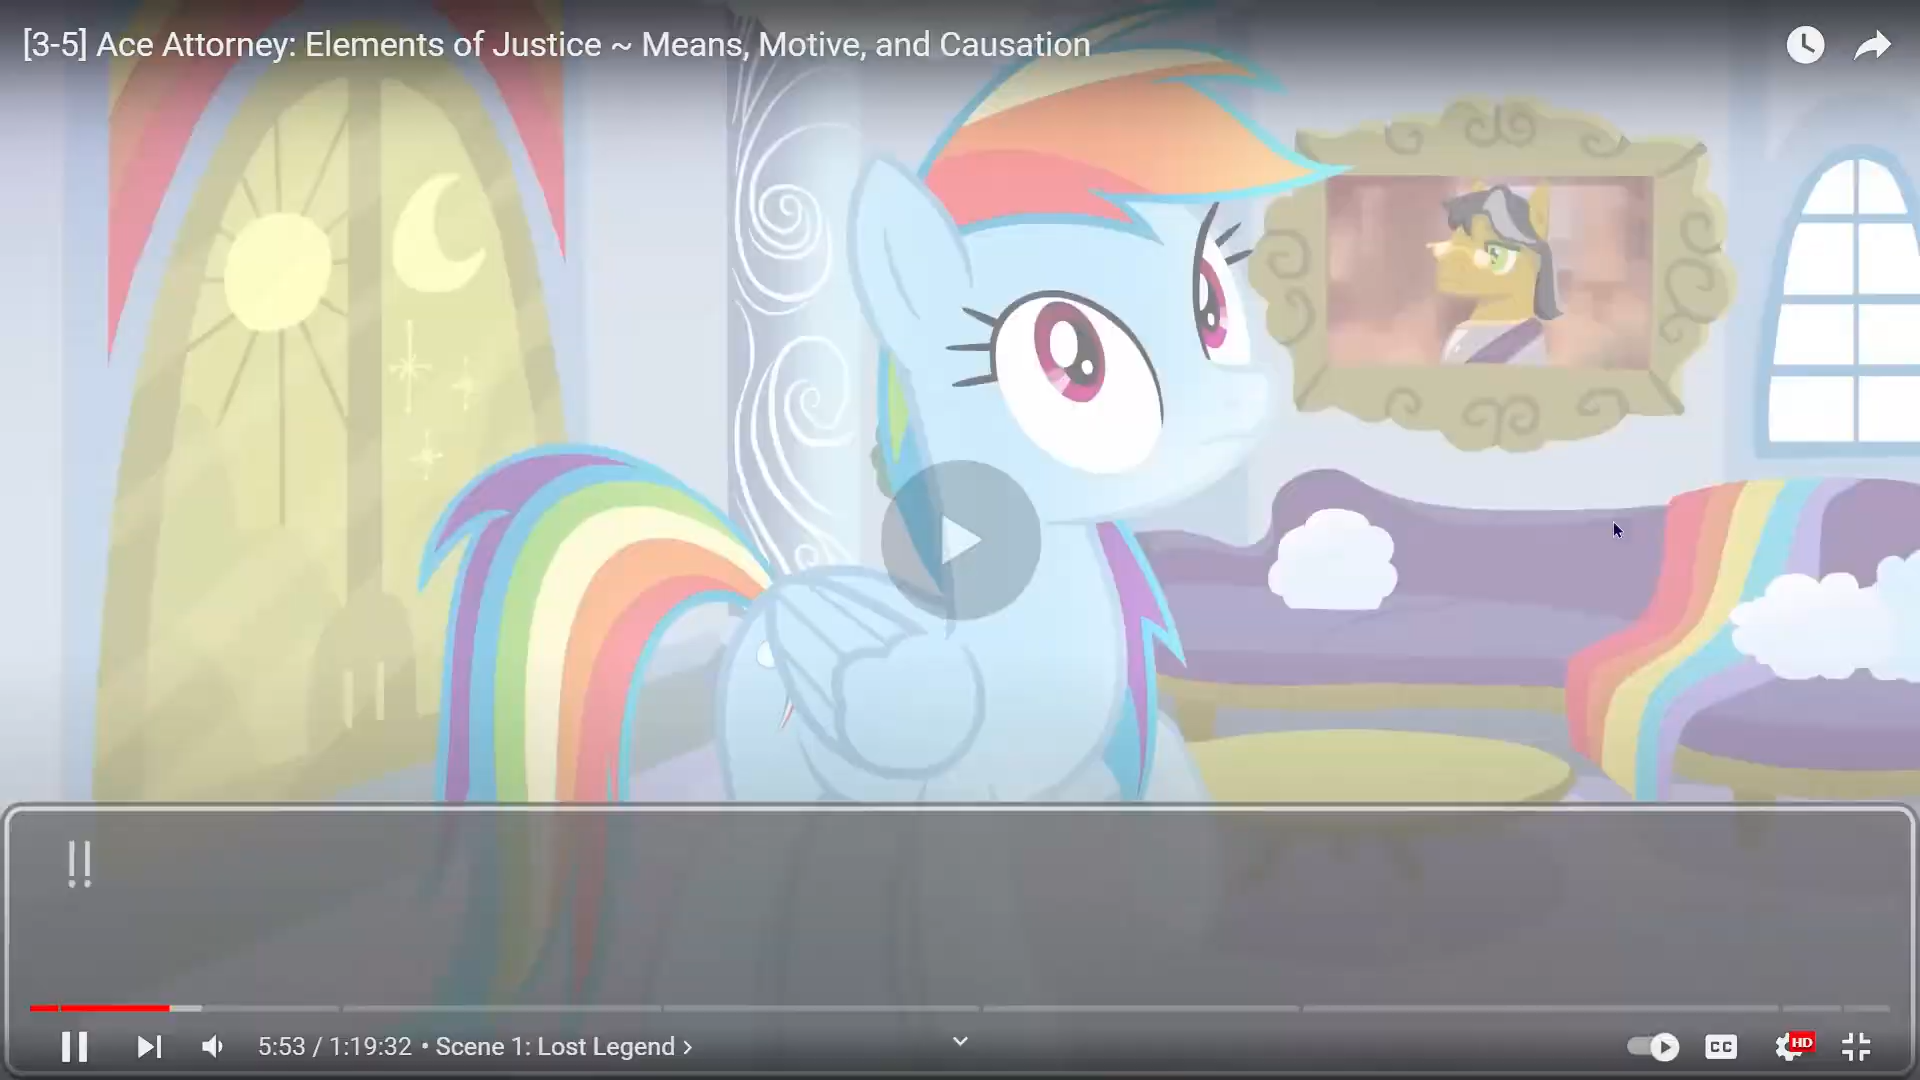 [3-5] Ace Attorney: Elements of Justice ~ Means, Motive, and Causation
!!
5:53 / 1:19:32 • Scene 1: Lost Legend
CC
HD